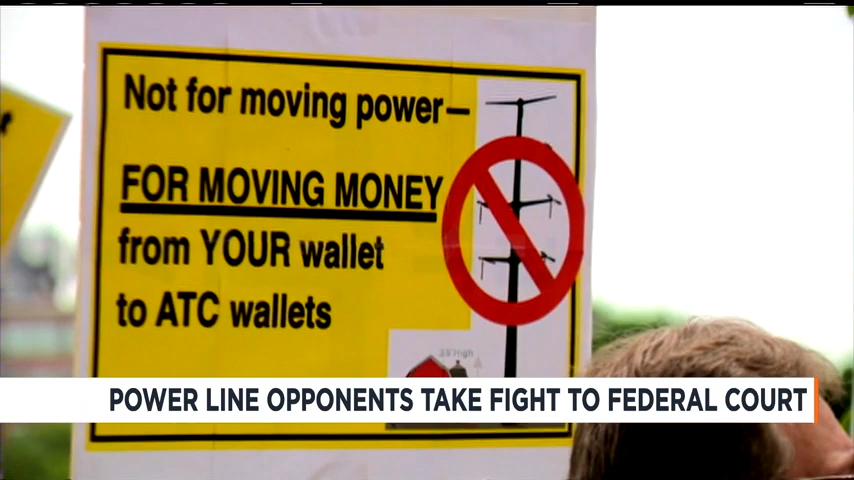 Not for moving power—
FOR MOVING MONEY
from YOUR wallet
to ATC wallets
POWER LINE OPPONENTS TAKE FIGHT TO FEDERAL COURT